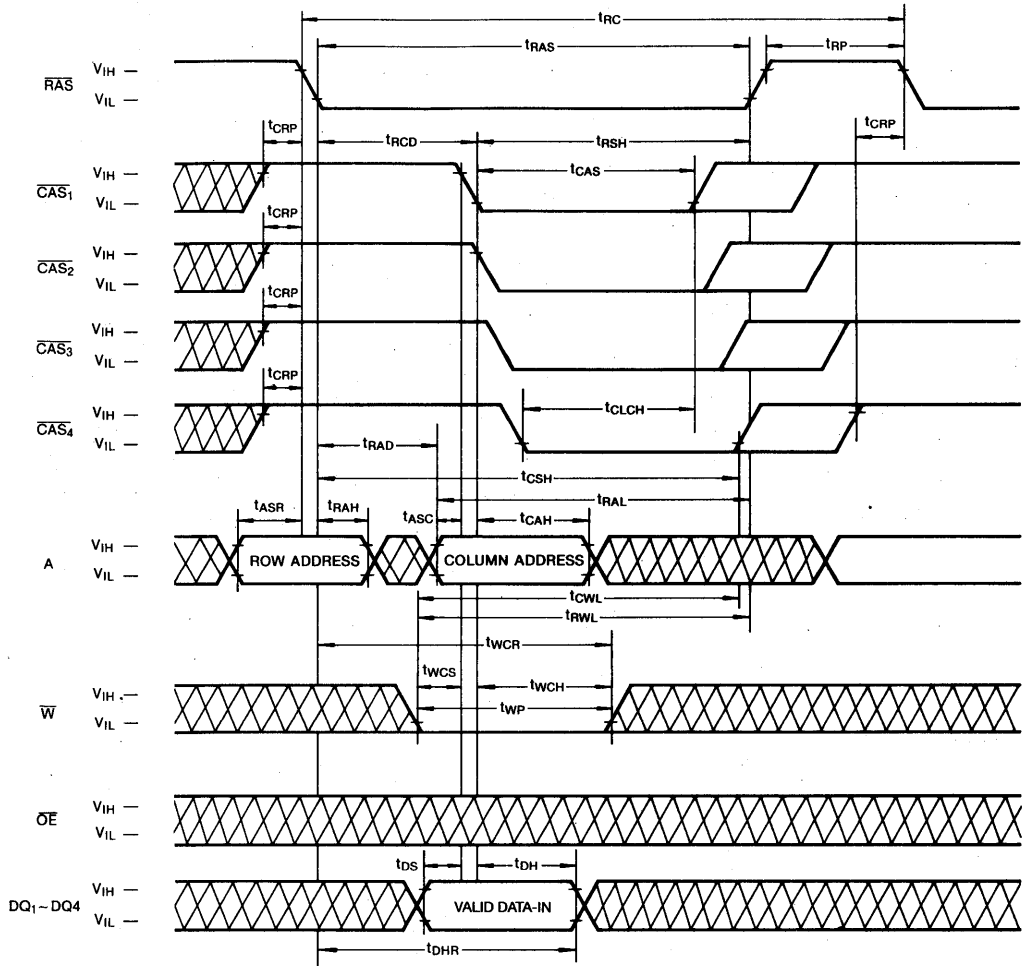 tRC
tRAS
tRP
RAS
VIH
VIL
tCRP
tRCD
tRSH
tCRP
CAS1
VIH
VIL
tCAS
tCRP
CAS2
VIH
VIL
tCRP
CAS3
VIH
VIL
tCRP
CAS4
VIH
VIL
tCLCH
tRAD
tCSH
tRAL
tASR
tRAH
tASC
tCAH
A
VIH
VIL
ROW ADDRESS
COLUMN ADDRESS
tCWL
tRWL
tWCR
tWCS
tWCH
W
VIH
VIL
tWP
OE
VIH
VIL
tDS
tDH
DQ1~DQ4
VIH
VIL
VALID DATA-IN
tDHR